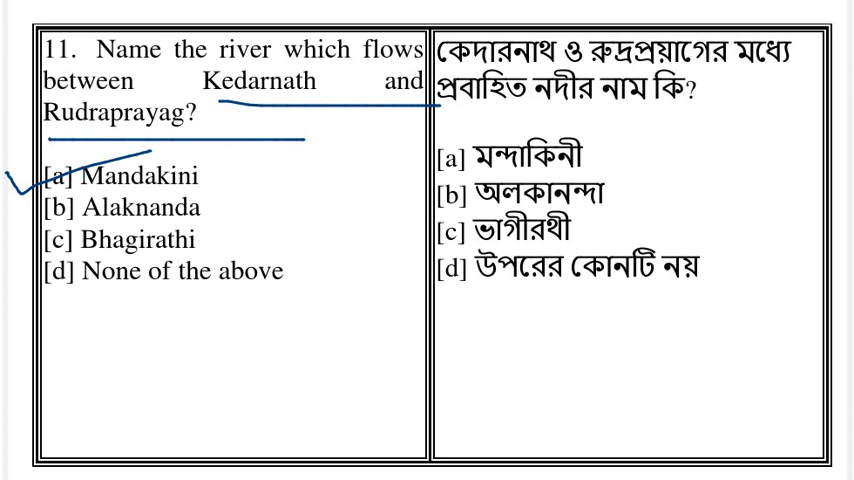 11. Name the river which flows
between Kedarnath and
Rudraprayag?
[a] Mandakini
[b] Alaknanda
[c] Bhagirathi
[d] None of the above
কেদারনাথ ও রুদ্রপ্রয়াগের মধ্যে
প্রবাহিত নদীর নাম কি?
[a] মন্দাকিনী
[b] অলকানন্দা
[c] ভাগীরথী
[d] উপরের কোনটি নয়